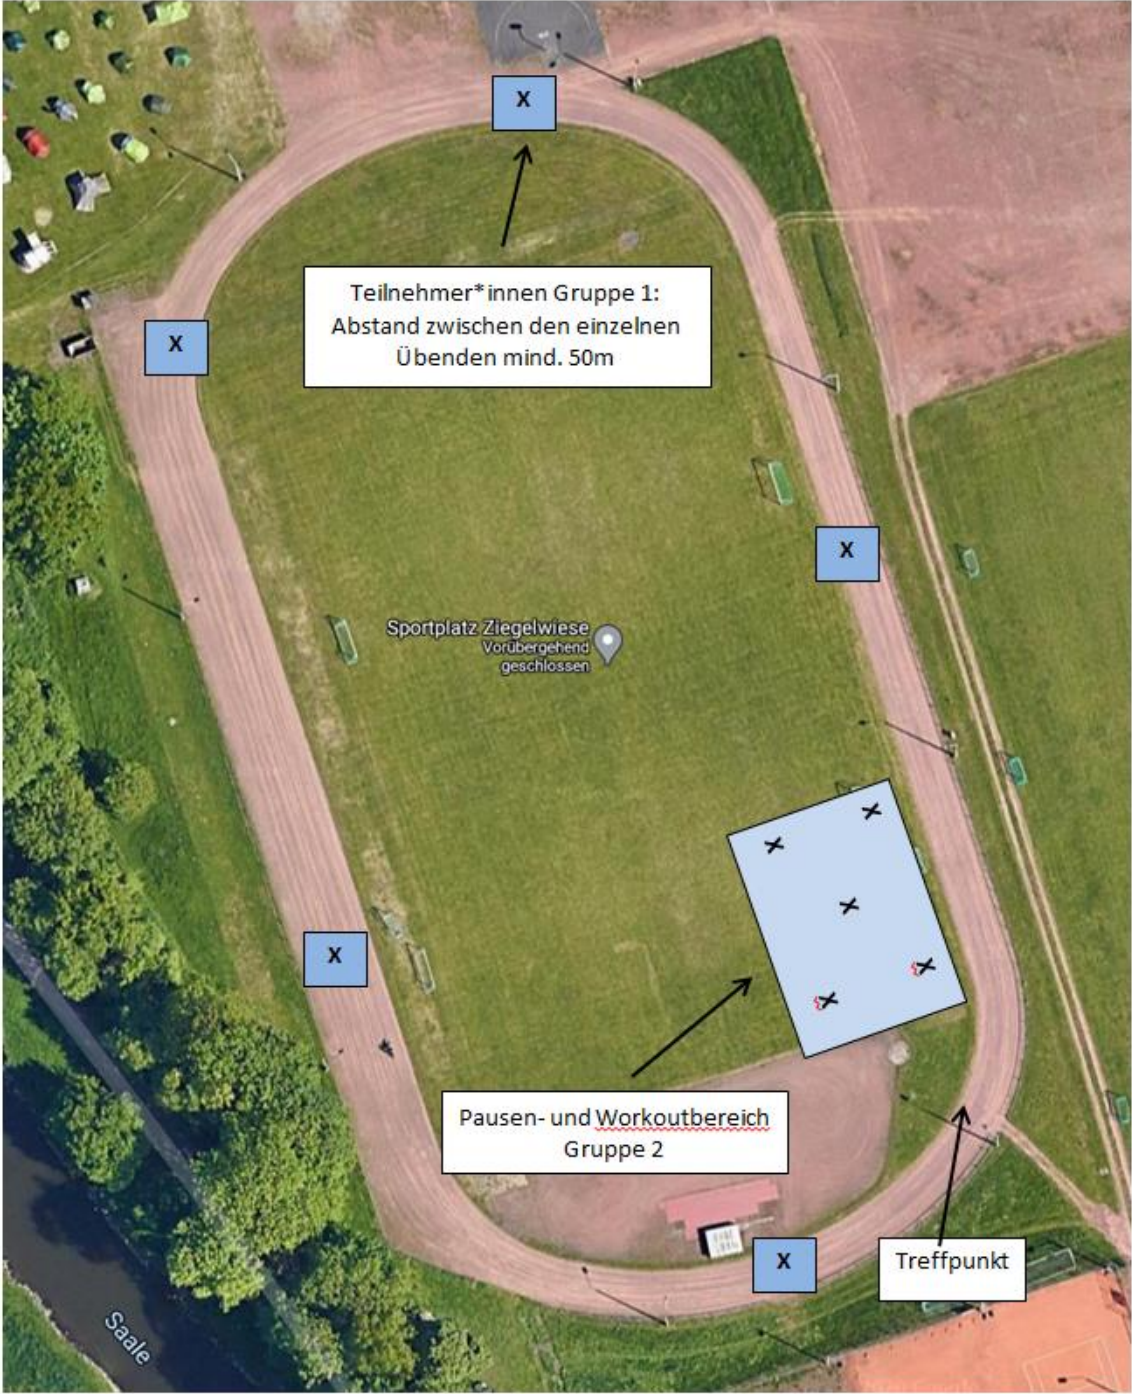 X
Teilnehmer*innen Gruppe 1:
Abstand zwischen den einzelnen
Übenden mind. 50m
X
X
Sportplatz Ziegelwiese
Vorübergehend
geschlossen
X
X
X
X
X
X
Pausen- und Workoutbereich
Gruppe 2
Treffpunkt
X
Saale